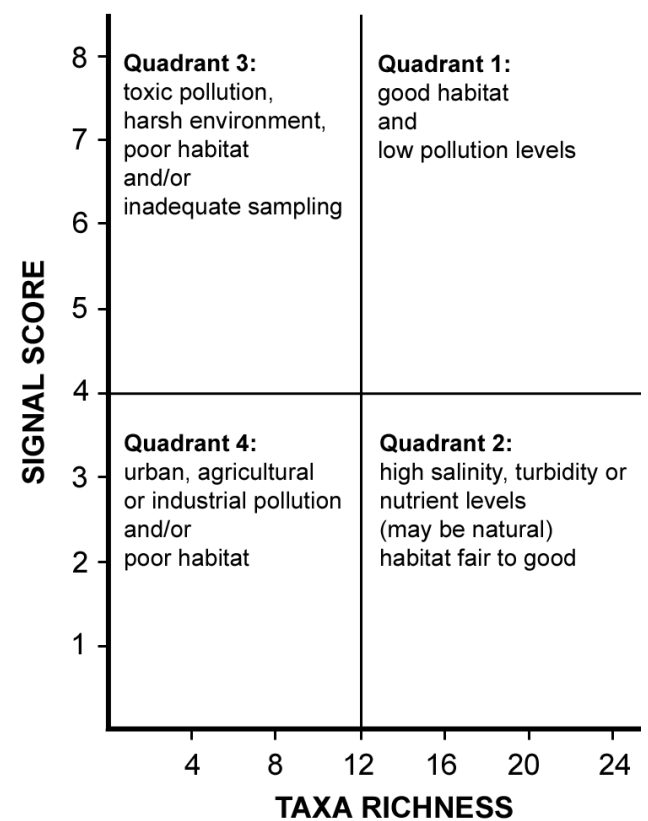 8
7
6
5
4
3
2
1
SIGNAL SCORE
Quadrant 3:
toxic pollution,
harsh environment,
poor habitat
and/or
inadequate sampling
Quadrant 1:
good habitat
and
low pollution levels
Quadrant 4:
urban, agricultural
or industrial pollution
and/or
poor habitat
Quadrant 2:
high salinity, turbidity or
nutrient levels
(may be natural)
habitat fair to good
4 8 12 16 20 24
TAXA RICHNESS